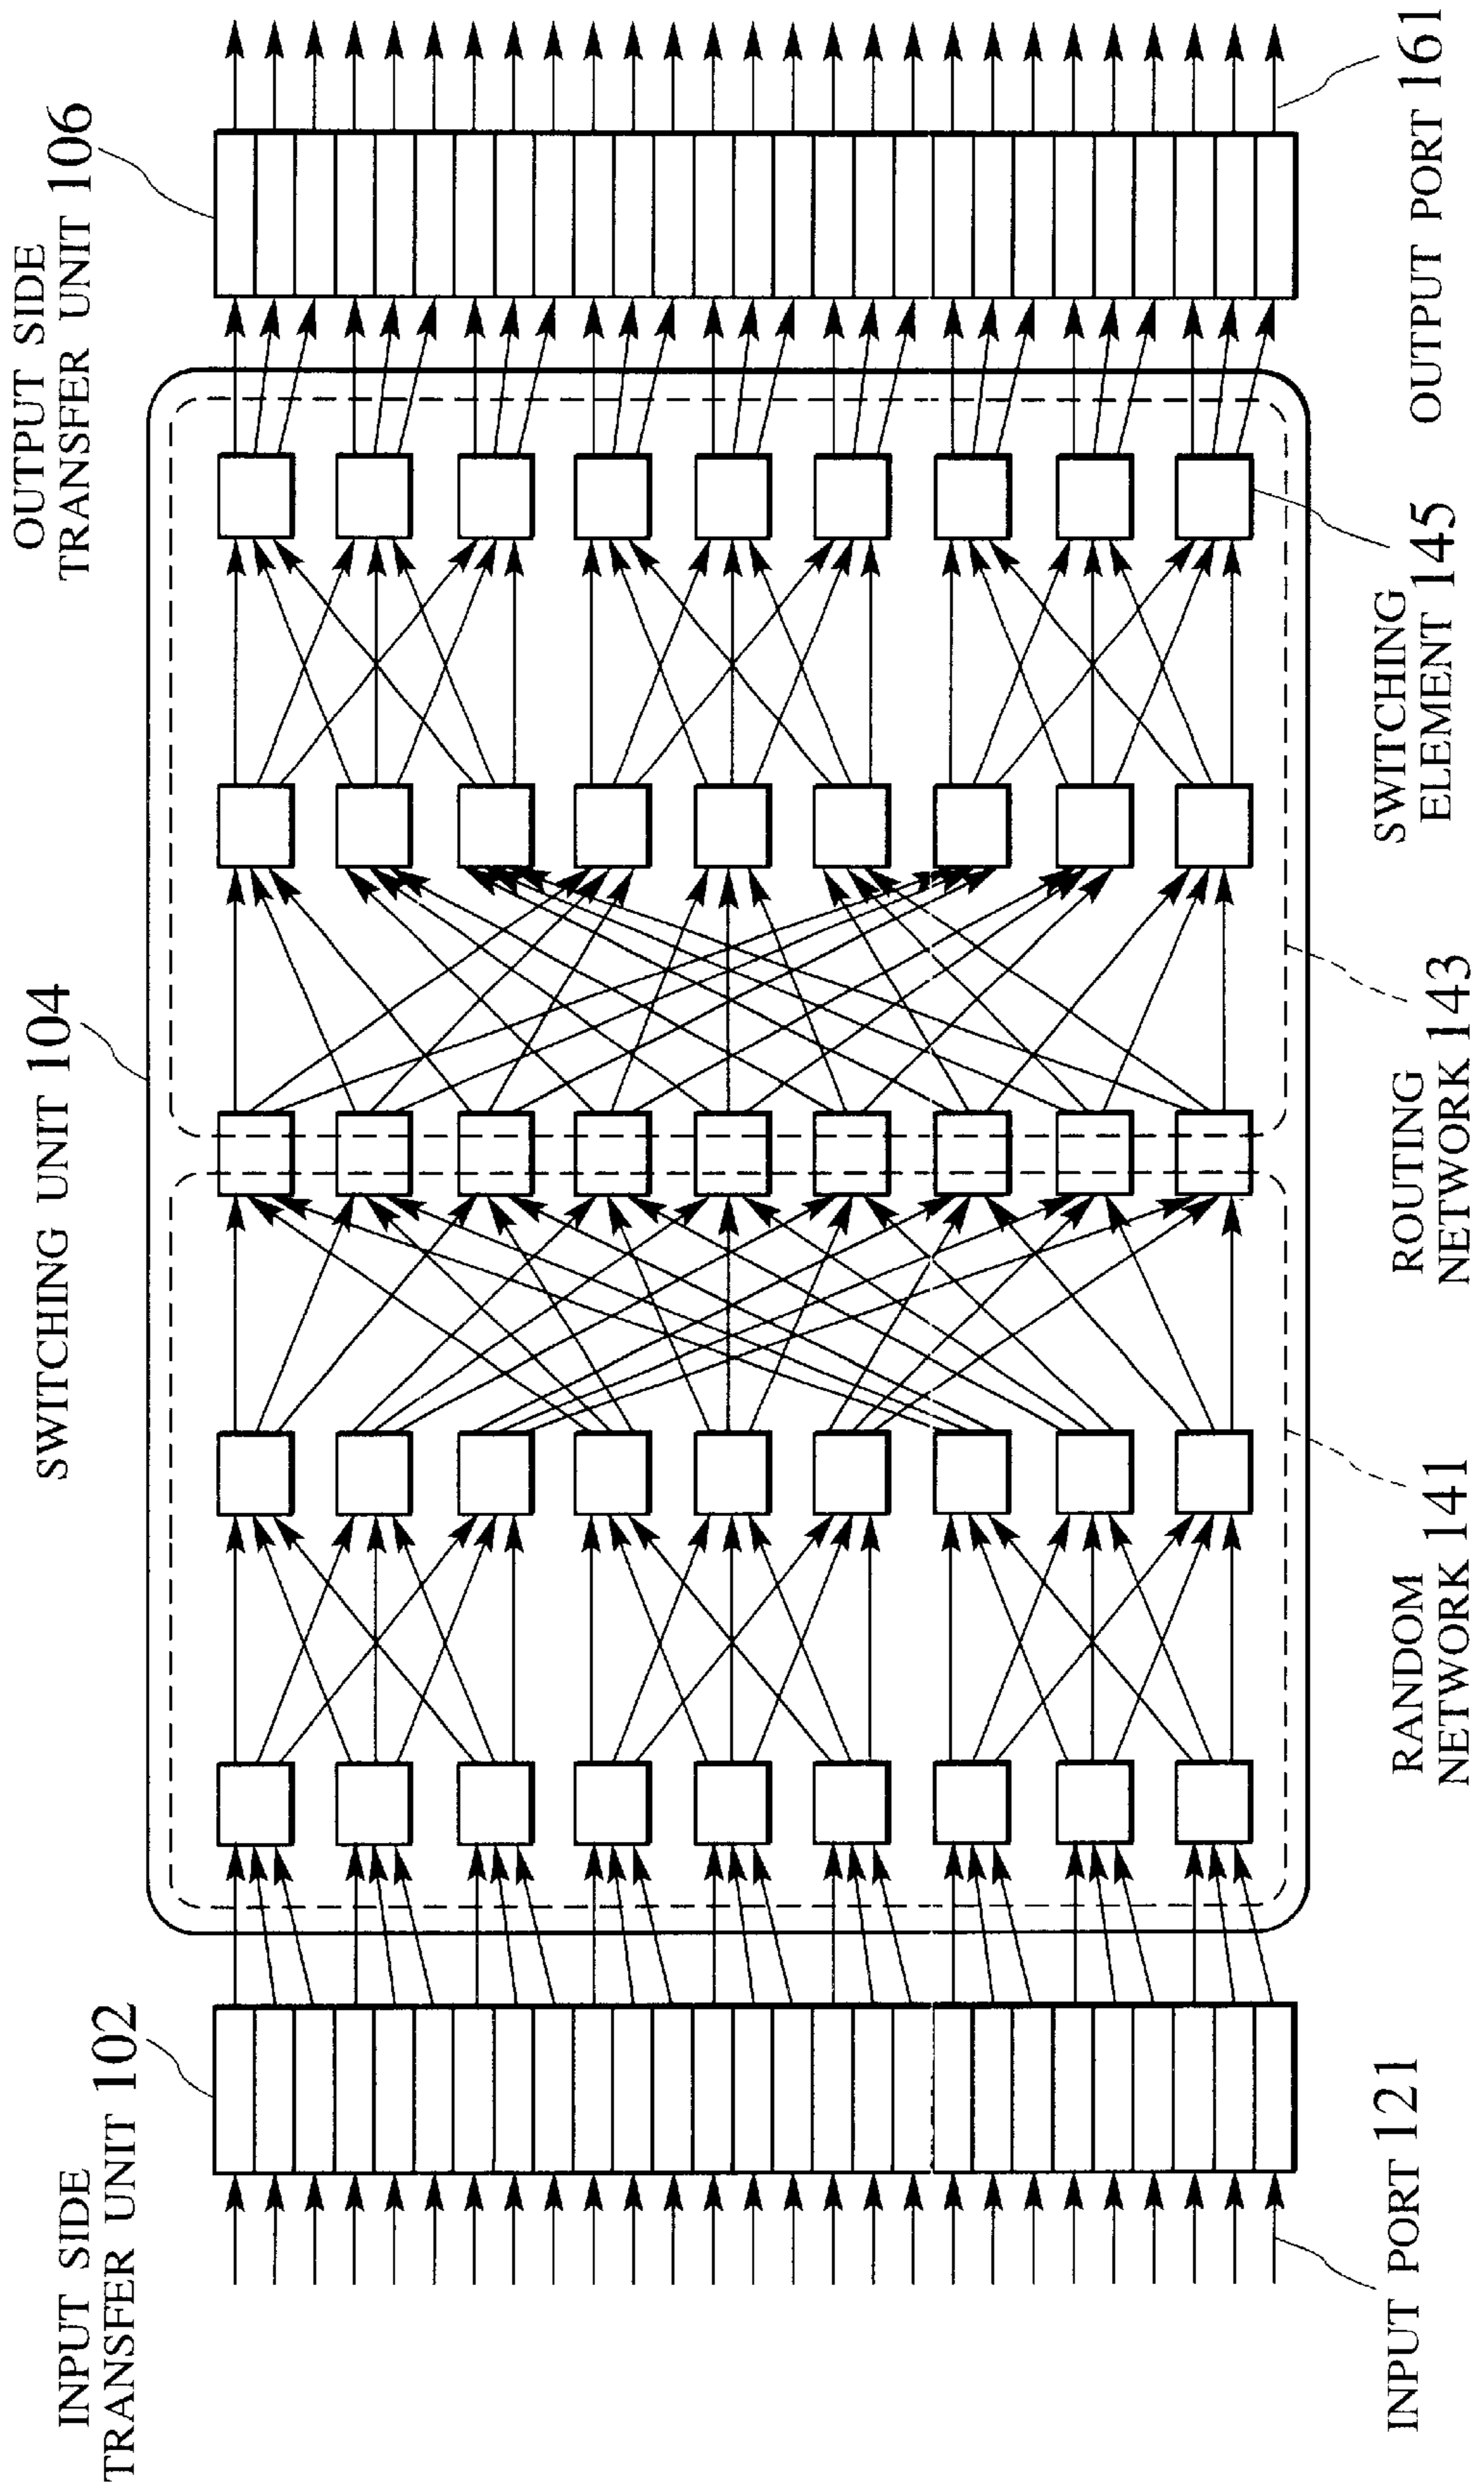 INPUT SIDE
TRANSFER UNIT 102
SWITCHING UNIT 104
OUTPUT SIDE
TRANSFER UNIT 106
INPUT PORT 121
RANDOM
NETWORK 141
ROUTING
NETWORK 143
SWITCHING
ELEMENT 145
OUTPUT PORT 161